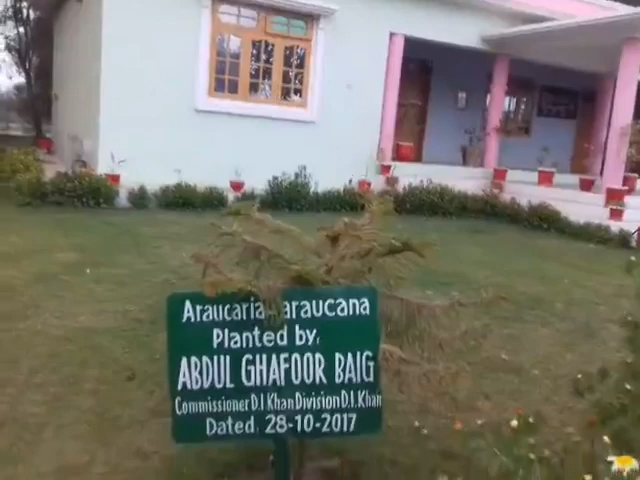 Araucaria araucana
Planted by,
ABDUL GHAFOOR BAIG
Commissioner D.I Khan Division D.I.Khan
Dated. 28-10-2017